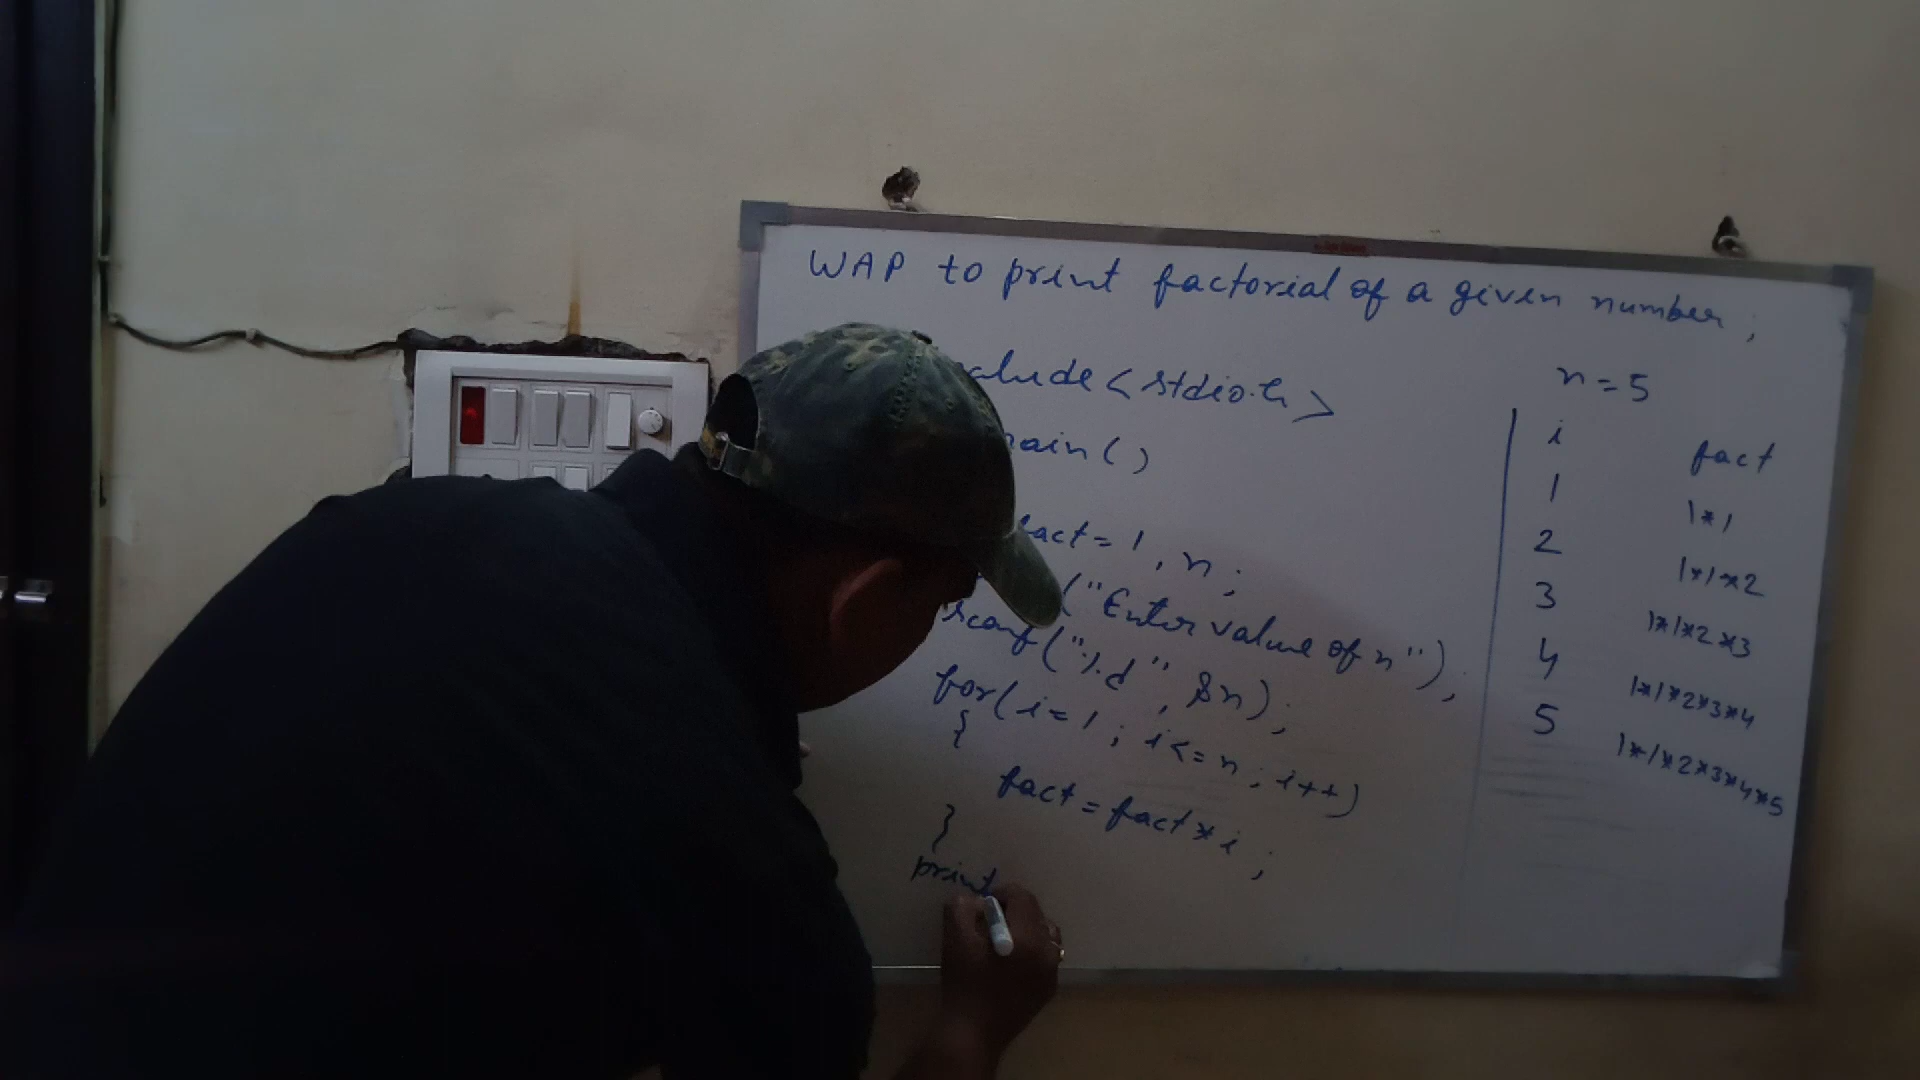 WAP to print factorial of a given number;
clude<stdio.h>
main()
fact=1, n;
("Enter value of n");
scanf("%d", &n);
for(i=1; i<=n; i++)
{
fact=fact*i;
}
print
n=5
i fact
1 1*1
2 1*1*2
3 1*1*2*3
4 1*1*2*3*4
5 1*1*2*3*4*5